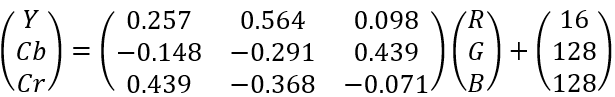 Y 0.257 0.564 0.098 R 16
Cb = -0.148 -0.291 0.439 G + 128
Cr 0.439 -0.368 -0.071 B 128